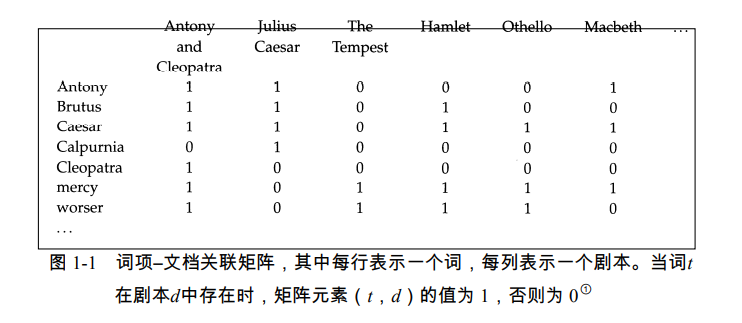 Antony Julius The Hamlet Othello Macbeth ...
and Caesar Tempest
Cleopatra
Antony 1 1 0 0 0 1
Brutus 1 1 0 1 0 0
Caesar 1 1 0 1 1 1
Calpurnia 0 1 0 0 0 0
Cleopatra 1 0 0 0 0 0
mercy 1 0 1 1 1 1
worser 1 0 1 1 1 0
...
图 1-1 词项–文档关联矩阵，其中每行表示一个词，每列表示一个剧本。当词t
在剧本d中存在时，矩阵元素（t，d）的值为 1，否则为 0①